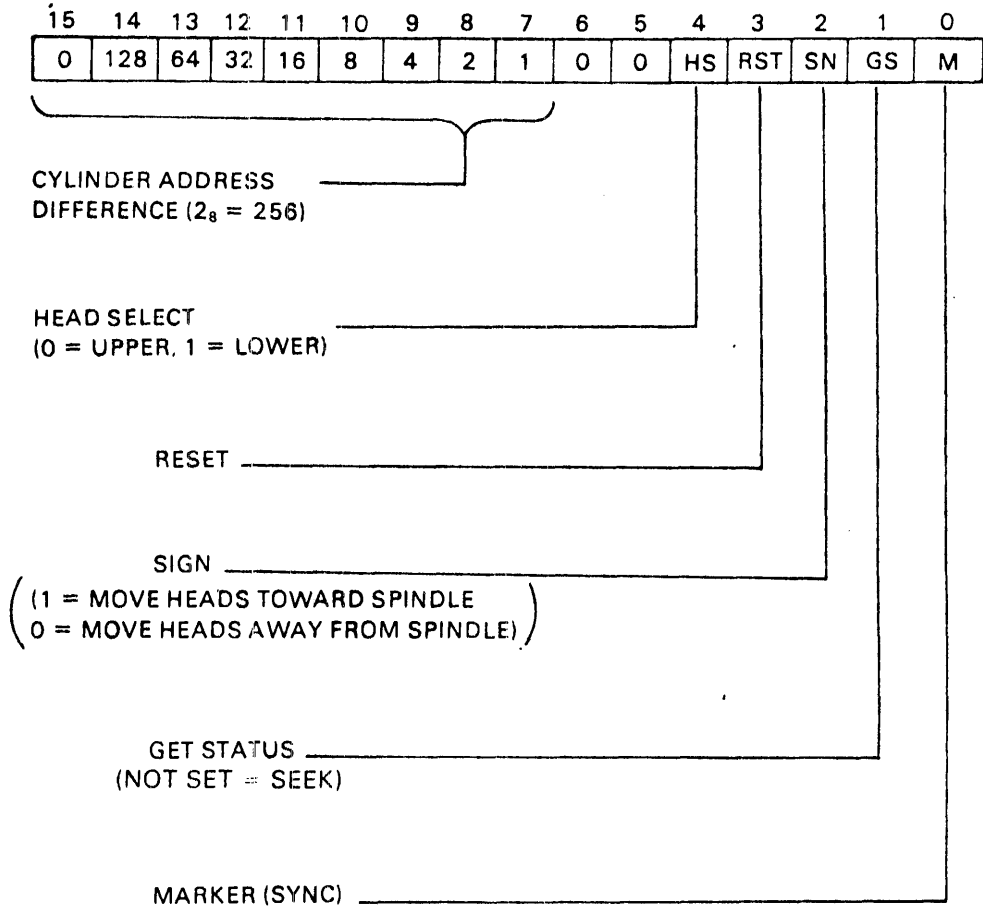 15 14 13 12 11 10 9 8 7 6 5 4 3 2 1 0
0 128 64 32 16 8 4 2 1 0 0 HS RST SN GS M
CYLINDER ADDRESS
DIFFERENCE (2₈ = 256)
HEAD SELECT
(0 = UPPER, 1 = LOWER)
RESET
SIGN
(1 = MOVE HEADS TOWARD SPINDLE
0 = MOVE HEADS AWAY FROM SPINDLE)
GET STATUS
(NOT SET = SEEK)
MARKER (SYNC)